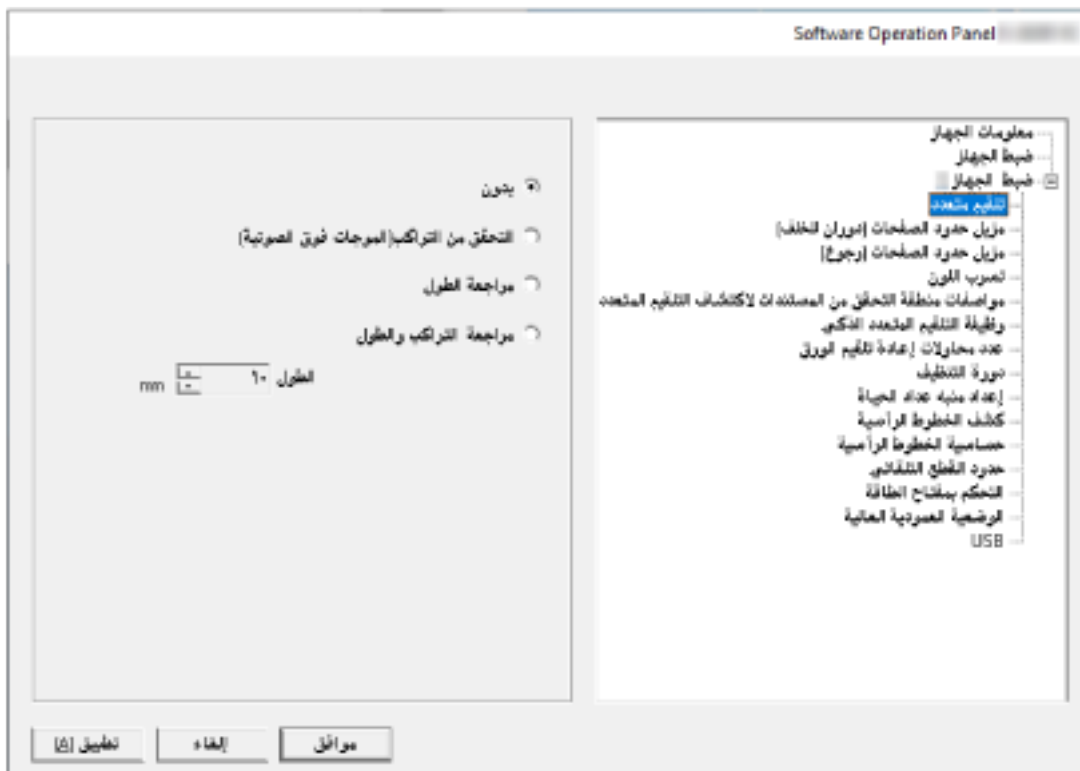 Software Operation Panel
معلومات الجهاز
ضبط الجهاز
ضبط الجهاز
تلقيم متعدد
مزيل حدود الصفحات (دوران الخلف)
مزيل حدود الصفحات (رجوع)
تسرب اللون
مواصفات منطقة التحقق من المستندات لاكتشاف التلقيم المتعدد
وظيفة التلقيم المتعدد الذكي
عدد محاولات إعادة تلقيم الورق
دورة التنظيف
إعداد منبه عداد الحياة
كشف الخطوط الرأسية
حساسية الخطوط الرأسية
حدود القطع التلقائي
التحكم بمفتاح الطاقة
الوضعية العمودية العالية
USB
بدون
التحقق من التراكب(الموجات فوق الصوتية)
مراجعة الطول
مراجعة التراكب والطول
الطول ١٠ mm
موافق
إلغاء
تطبيق (A)